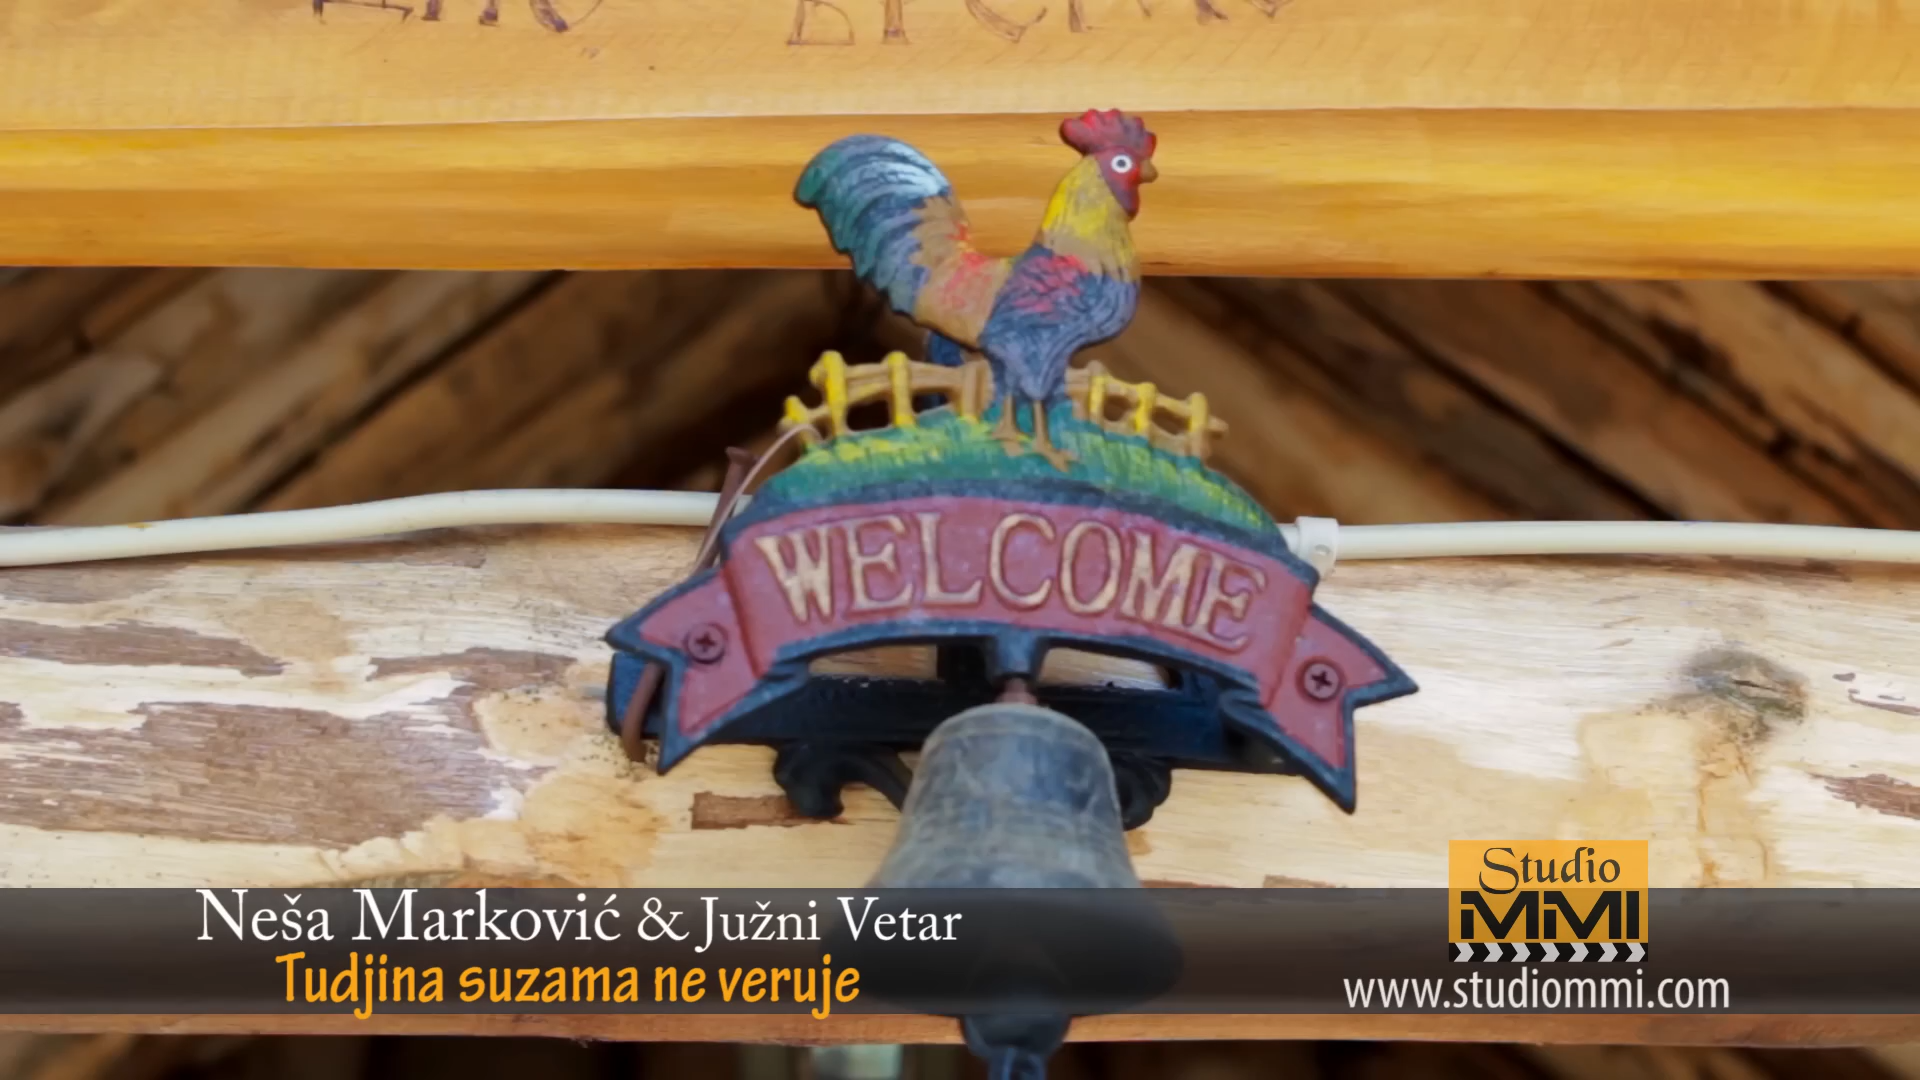 WELCOME
Neša Marković & Južni Vetar
Tudjina suzama ne veruje
Studio
MMI
www.studiommi.com